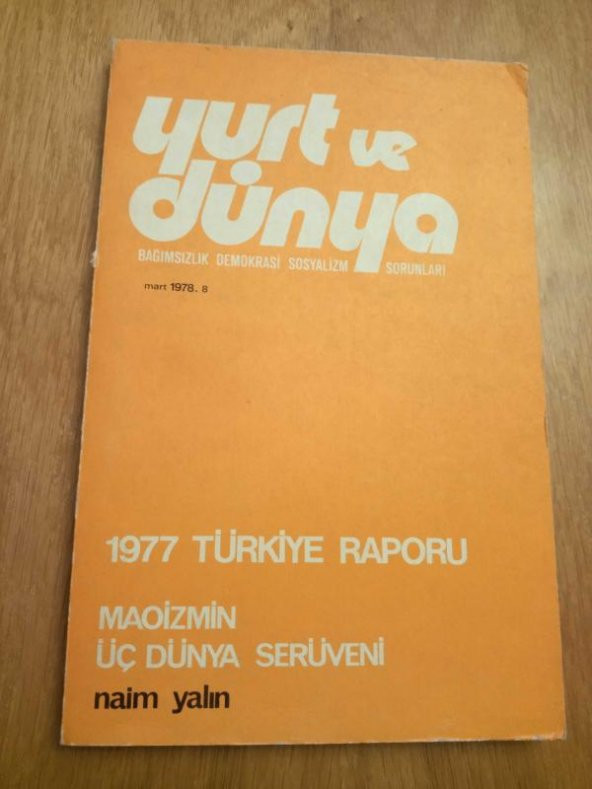 yurt ve
dünya
BAĞIMSIZLIK DEMOKRASİ SOSYALİZM SORUNLARI
mart 1978. 8
1977 TÜRKİYE RAPORU
MAOİZMİN
ÜÇ DÜNYA SERÜVENİ
naim yalın